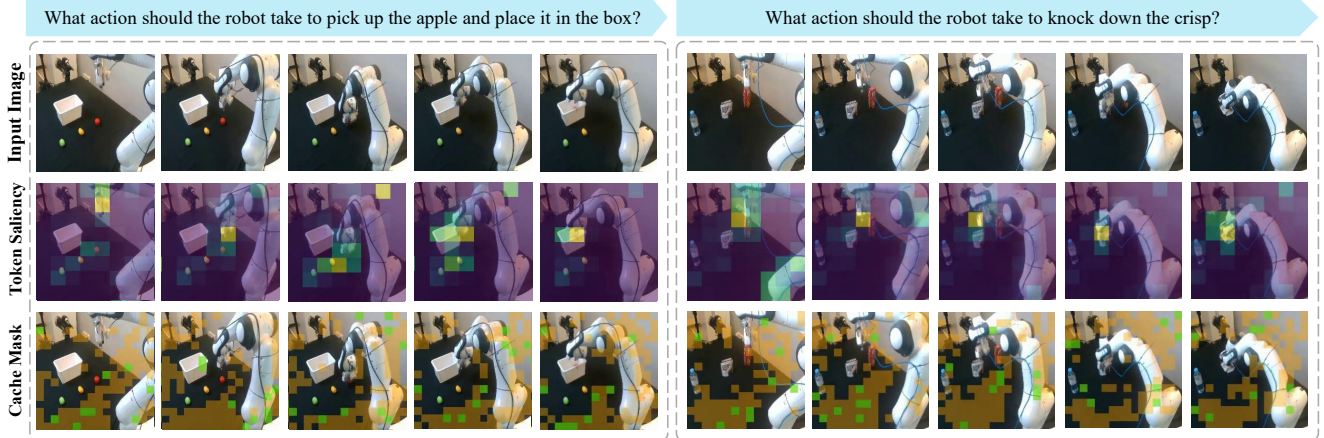 What action should the robot take to pick up the apple and place it in the box?
What action should the robot take to knock down the crisp?
Input Image
Token Saliency
Cache Mask